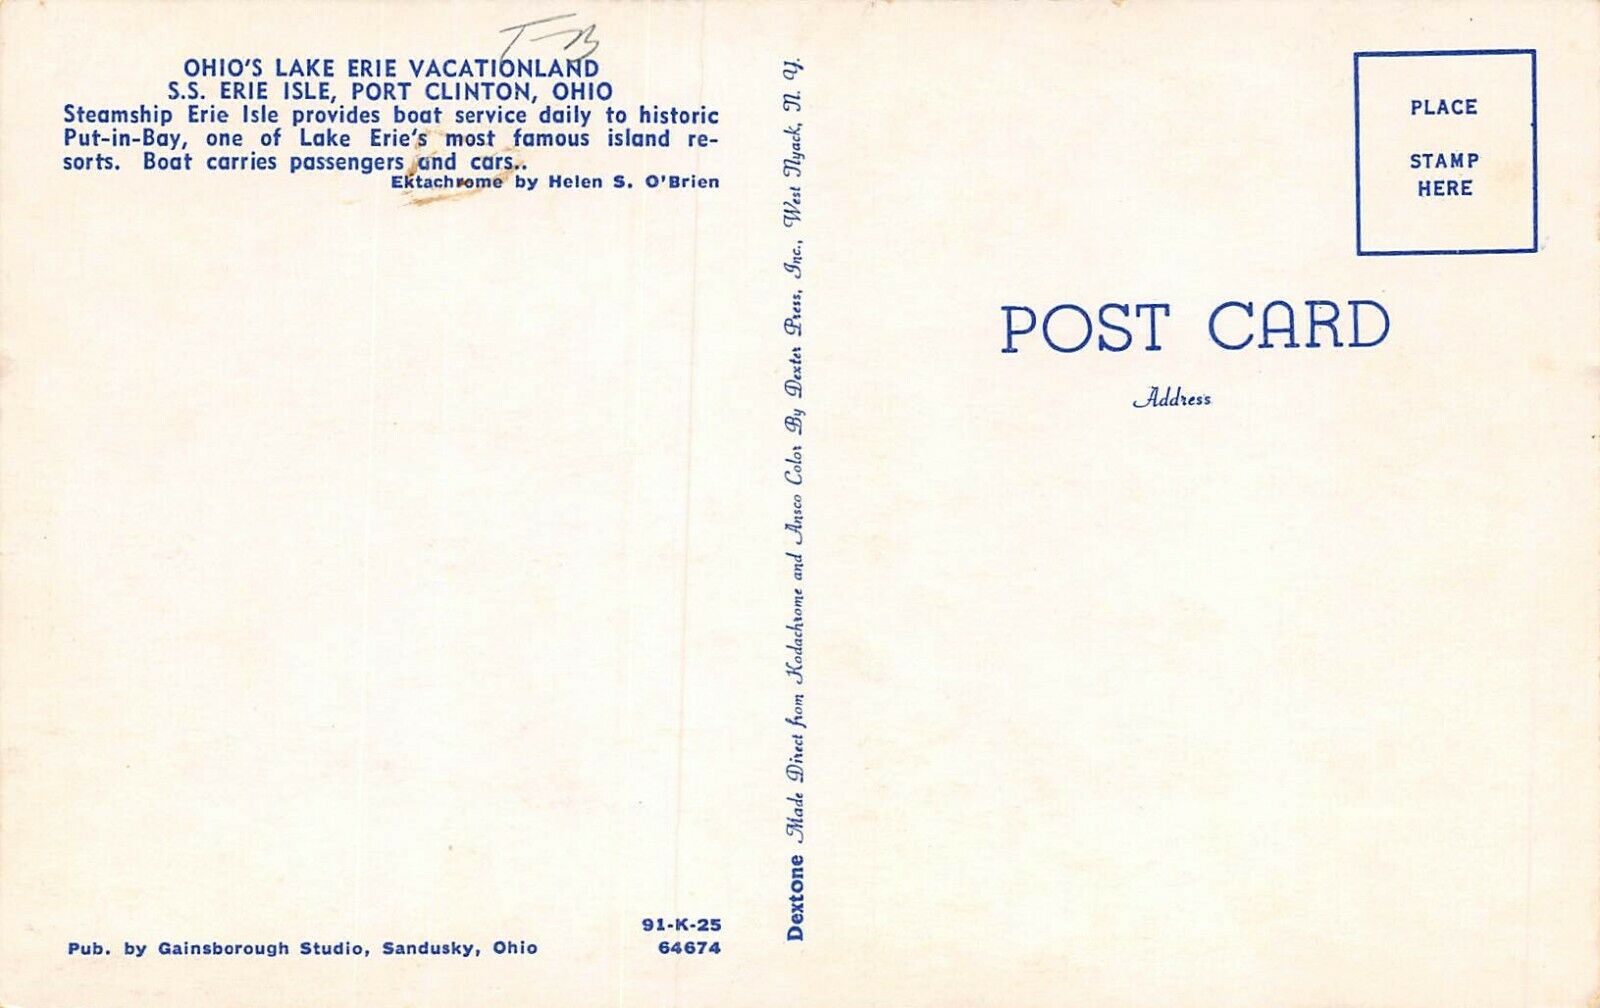 T-B
OHIO'S LAKE ERIE VACATIONLAND
S.S. ERIE ISLE, PORT CLINTON, OHIO
Steamship Erie Isle provides boat service daily to historic
Put-in-Bay, one of Lake Erie's most famous island re-
sorts. Boat carries passengers and cars..
Ektachrome by Helen S. O'Brien
91-K-25
Pub. by Gainsborough Studio, Sandusky, Ohio 64674
Dextone Made Direct from Kodachrome and Ansco Color By Dexter Press, Inc., West Nyack, N. Y.
PLACE
STAMP
HERE
POST CARD
Address